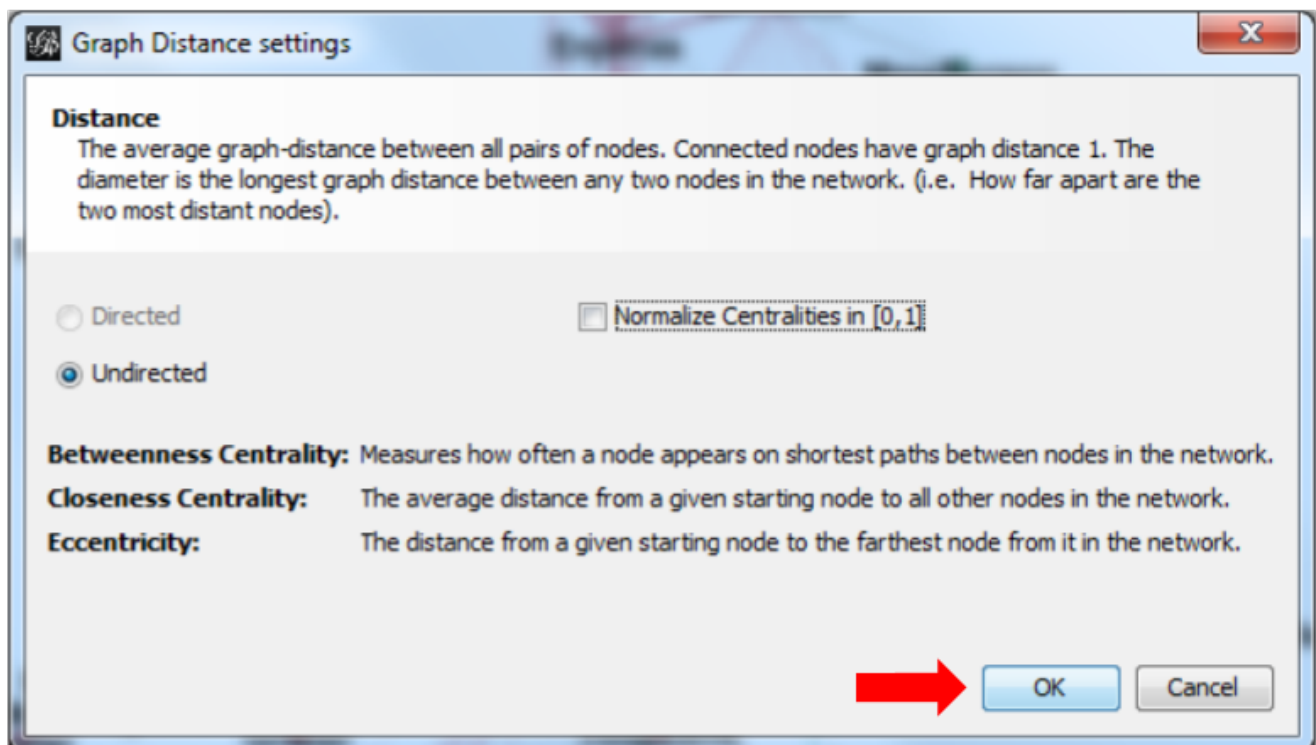 Graph Distance settings
Distance
The average graph-distance between all pairs of nodes. Connected nodes have graph distance 1. The
diameter is the longest graph distance between any two nodes in the network. (i.e. How far apart are the
two most distant nodes).
Directed
Normalize Centralities in [0,1]
Undirected
Betweenness Centrality: Measures how often a node appears on shortest paths between nodes in the network.
Closeness Centrality: The average distance from a given starting node to all other nodes in the network.
Eccentricity: The distance from a given starting node to the farthest node from it in the network.
OK Cancel